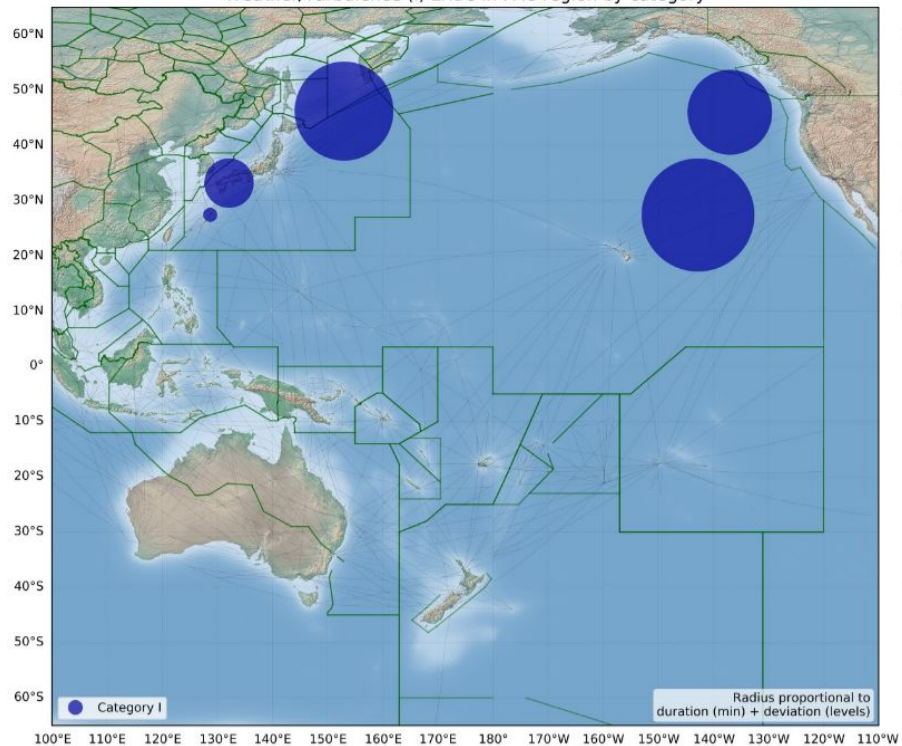 60°N
50°N
40°N
30°N
20°N
10°N
0°
10°S
20°S
30°S
40°S
50°S
60°S
Category I
Radius proportional to
duration (min) + deviation (levels)
100°E 110°E 120°E 130°E 140°E 150°E 160°E 170°E 180° 170°W 160°W 150°W 140°W 130°W 120°W 110°W